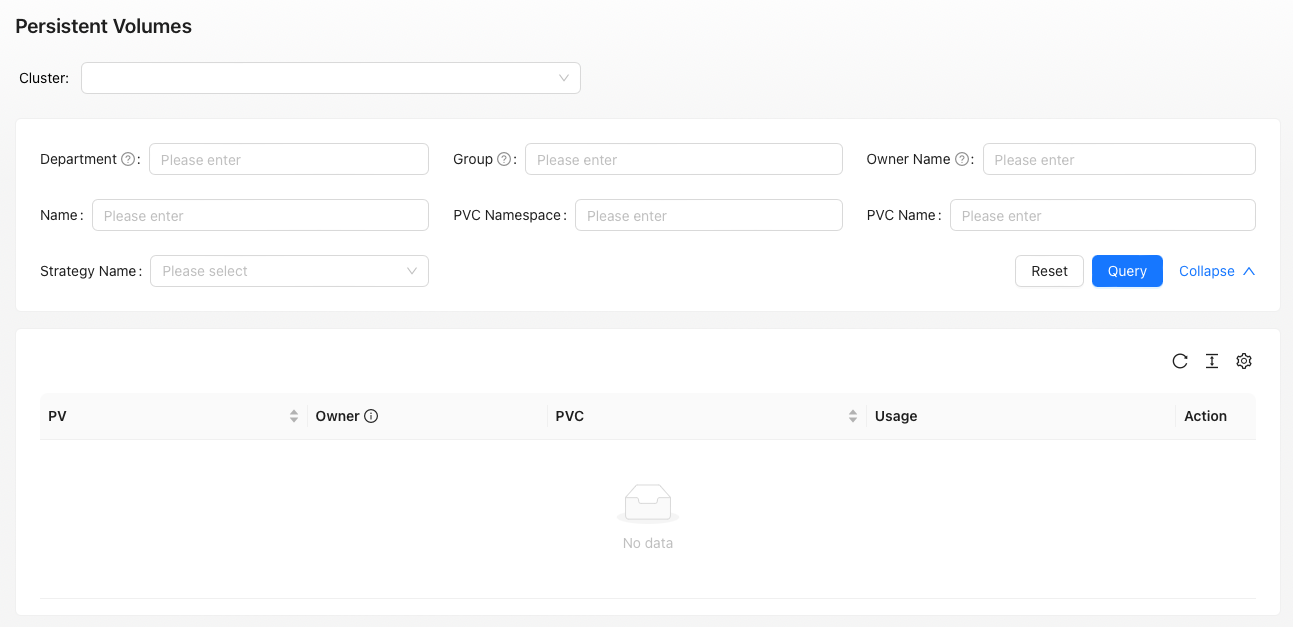 Persistent Volumes
Cluster:
Department ? : Please enter Group ? : Please enter Owner Name ? : Please enter
Name : Please enter PVC Namespace : Please enter PVC Name : Please enter
Strategy Name : Please select Reset Query Collapse
PV Owner PVC Usage Action
No data